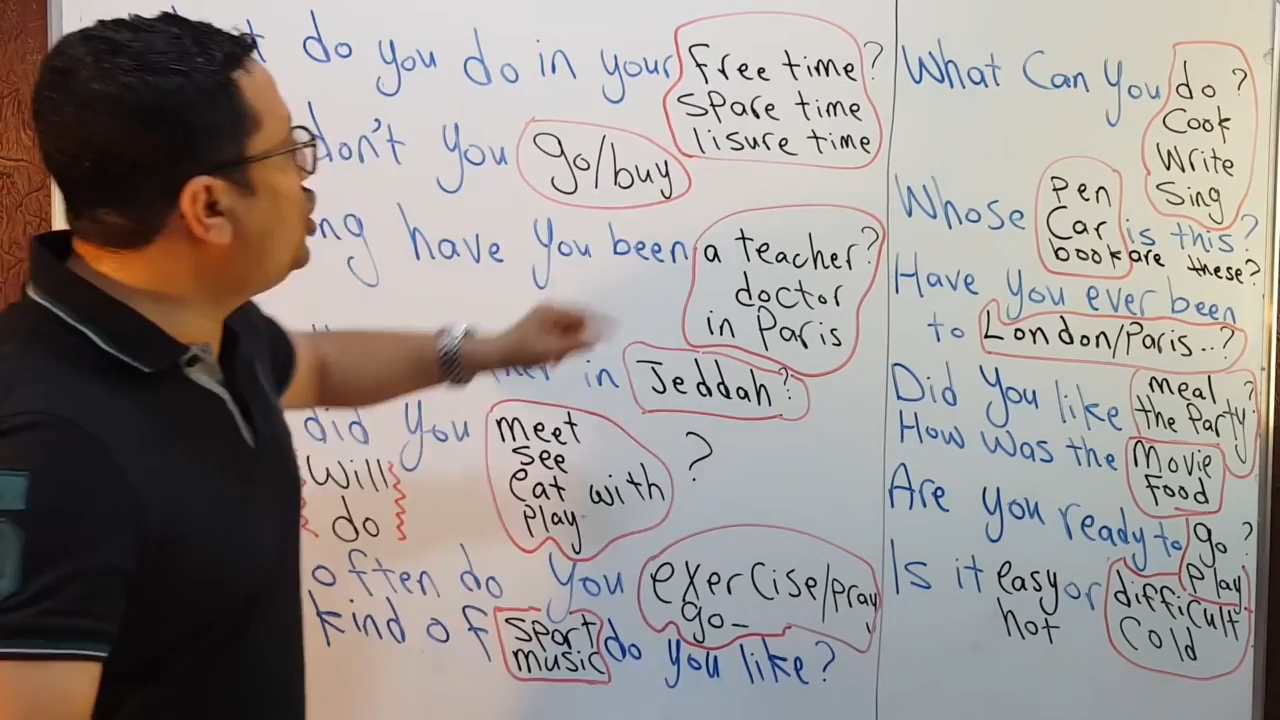 do you do in your free time?
spare time
lisure time
don't you go/buy
have you been a teacher?
doctor
in Paris
in Jeddah?
did you meet
see
eat with ?
play
Will
do
often do you exercise/pray
go_
kind of sport do you like?
music
What Can You do?
Cook
Write
Sing
Whose pen is this?
Car
book are these?
Have you ever been
to London/Paris..?
Did You like meal ?
the Party
How was the Movie
food
Are you ready to go?
play
Is it easy or difficult
hot Cold